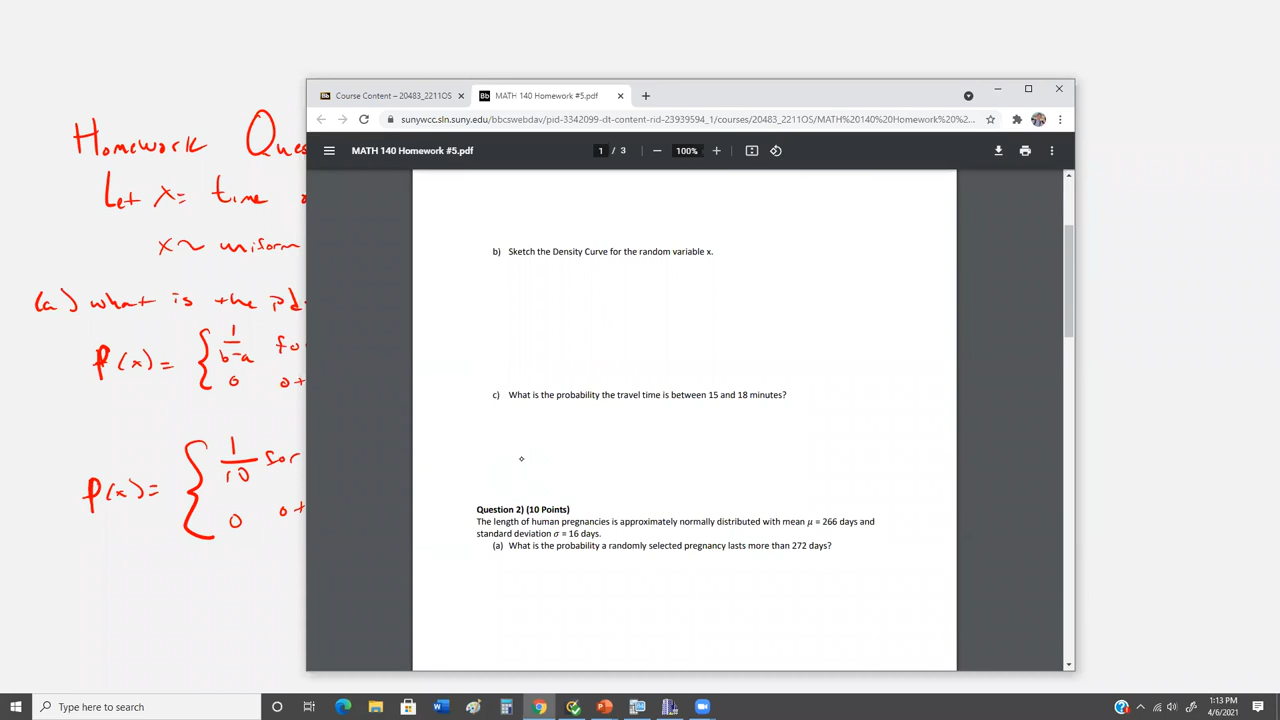 Course Content – 20483_2211OS
MATH 140 Homework #5.pdf
sunywcc.sln.suny.edu/bbcswebdav/pid-3342099-dt-content-rid-23939594_1/courses/20483_2211OS/MATH%20140%20Homework%20%2...
MATH 140 Homework #5.pdf
1 / 3
100%
Homework
Let x= time
x~ uniform
(a) what is the
P(x)= { 1/b-a
0
P(x)= { 1/10 for
0
b) Sketch the Density Curve for the random variable x.
c) What is the probability the travel time is between 15 and 18 minutes?
Question 2) (10 Points)
The length of human pregnancies is approximately normally distributed with mean μ = 266 days and
standard deviation σ = 16 days.
(a) What is the probability a randomly selected pregnancy lasts more than 272 days?
Type here to search
1:13 PM
4/6/2021